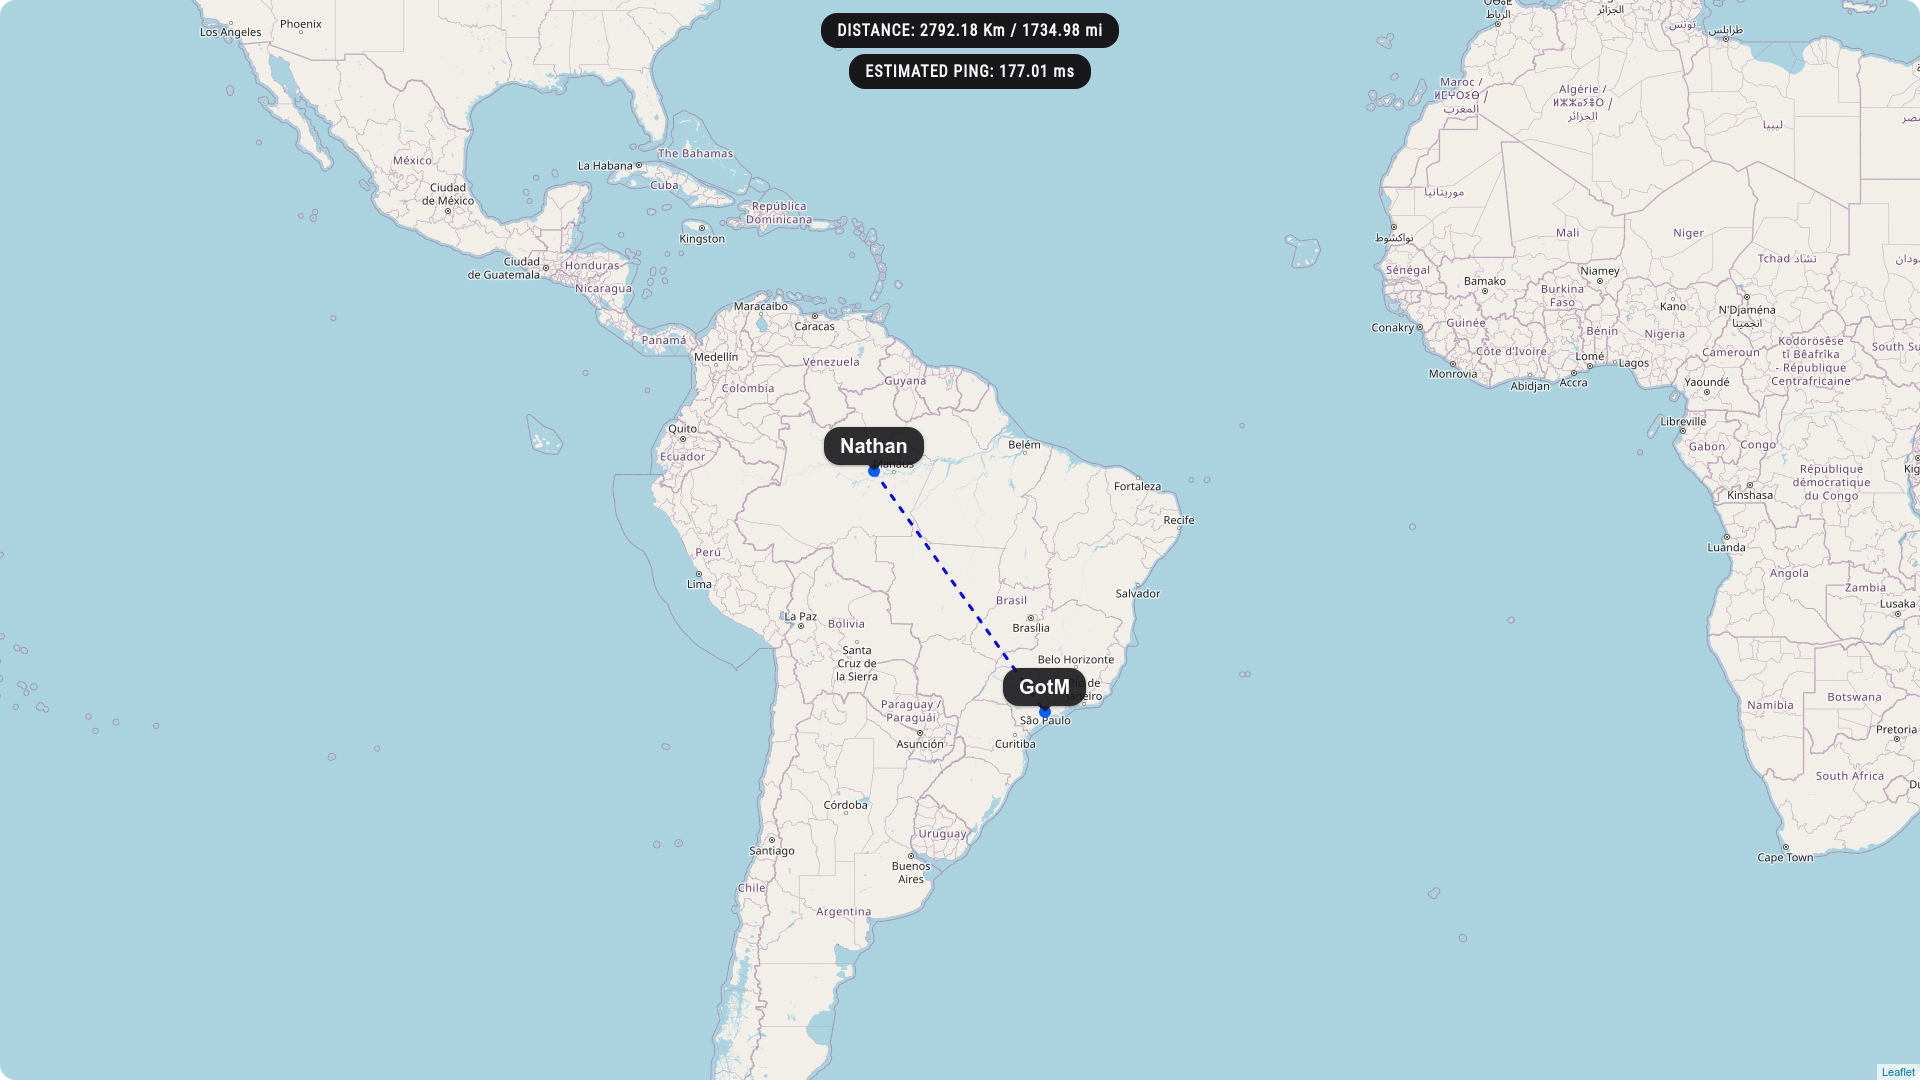 DISTANCE: 2792.18 Km / 1734.98 mi
ESTIMATED PING: 177.01 ms
Los Angeles
Phoenix
México
Ciudad
de México
La Habana
The Bahamas
Cuba
República
Dominicana
Kingston
Ciudad
de Guatemala
Honduras
Nicaragua
Panamá
Maracaibo
Caracas
Medellín
Venezuela
Colombia
Guyana
Quito
Ecuador
Nathan
Belém
Fortaleza
Recife
Perú
Lima
La Paz
Bolivia
Santa
Cruz de
la Sierra
Brasil
Brasília
Salvador
Belo Horizonte
GotM
São Paulo
Curitiba
Paraguay /
Paraguái
Asunción
Córdoba
Uruguay
Santiago
Buenos
Aires
Chile
Argentina
الرباط
الجزائر
تونس
طرابلس
Maroc /
ⵍⵎⵖⵔⵉⴱ /
المغرب
Algérie /
ⵍⵣⵣⴰⵢⴻⵔ /
الجزائر
ليبيا
موريتانيا
نواكشوط
Mali
Niger
Tchad تشاد
Sénégal
Bamako
Niamey
Burkina
Faso
Kano
N'Djaména
انجمينا
Conakry
Guinée
Bénin
Nigeria
Côte d'Ivoire
Lomé
Lagos
Cameroun
Ködörösêse
tî Bêafrîka
- République
Centrafricaine
South Su
Monrovia
Abidjan
Accra
Yaoundé
Libreville
Gabon
Congo
République
démocratique
du Congo
Kig
Kinshasa
Luanda
Angola
Zambia
Lusaka
Namibia
Botswana
Pretoria
South Africa
Du
Cape Town
Leaflet